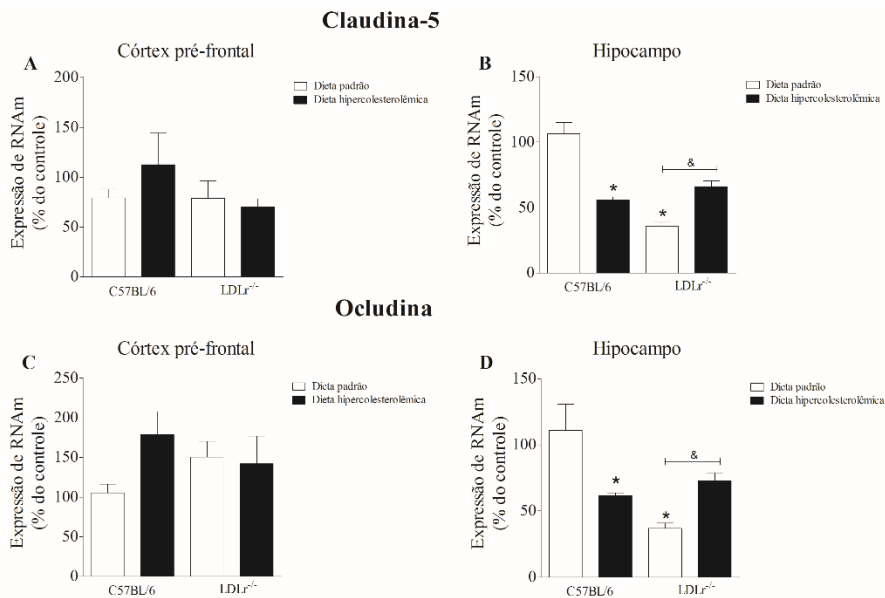 Claudina-5
A
Córtex pré-frontal
Expressão de RNAm
(% do controle)
200
150
100
50
0
Dieta padrão
Dieta hipercolesterolêmica
C57BL/6
LDLr-/-
B
Hipocampo
Expressão de RNAm
(% do controle)
150
100
50
0
*
*
&
Dieta padrão
Dieta hipercolesterolêmica
C57BL/6
LDLr-/-
Ocludina
C
Córtex pré-frontal
Expressão de RNAm
(% do controle)
250
200
150
100
50
0
Dieta padrão
Dieta hipercolesterolêmica
C57BL/6
LDLr-/-
D
Hipocampo
Expressão de RNAm
(% do controle)
150
100
50
0
*
*
&
Dieta padrão
Dieta hipercolesterolêmica
C57BL/6
LDLr-/-